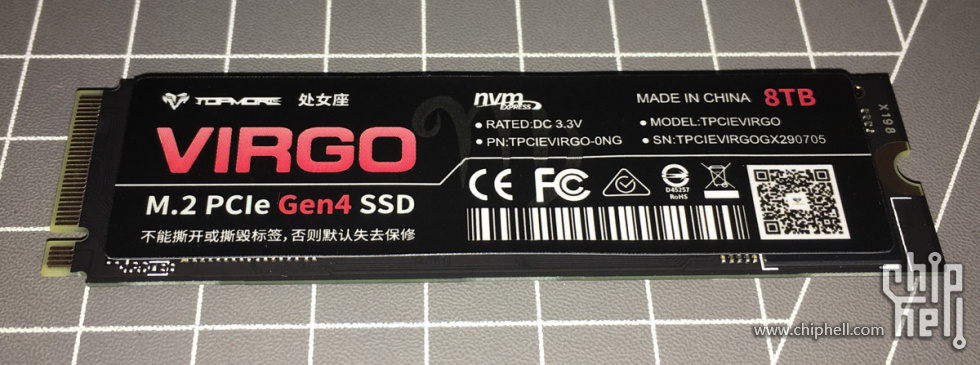 TOPMORE 处女座
VIRGO
M.2 PCIe Gen4 SSD
不能撕开或撕毁标签，否则默认失去保修
nvm EXPRESS
MADE IN CHINA 8TB
RATED:DC 3.3V
MODEL:TPCIEVIRGO
PN:TPCIEVIRGO-0NG
SN:TPCIEVIRGOGX290705
CE FC
D45257
RoHS
X198
www.chiphell.com
chip hell